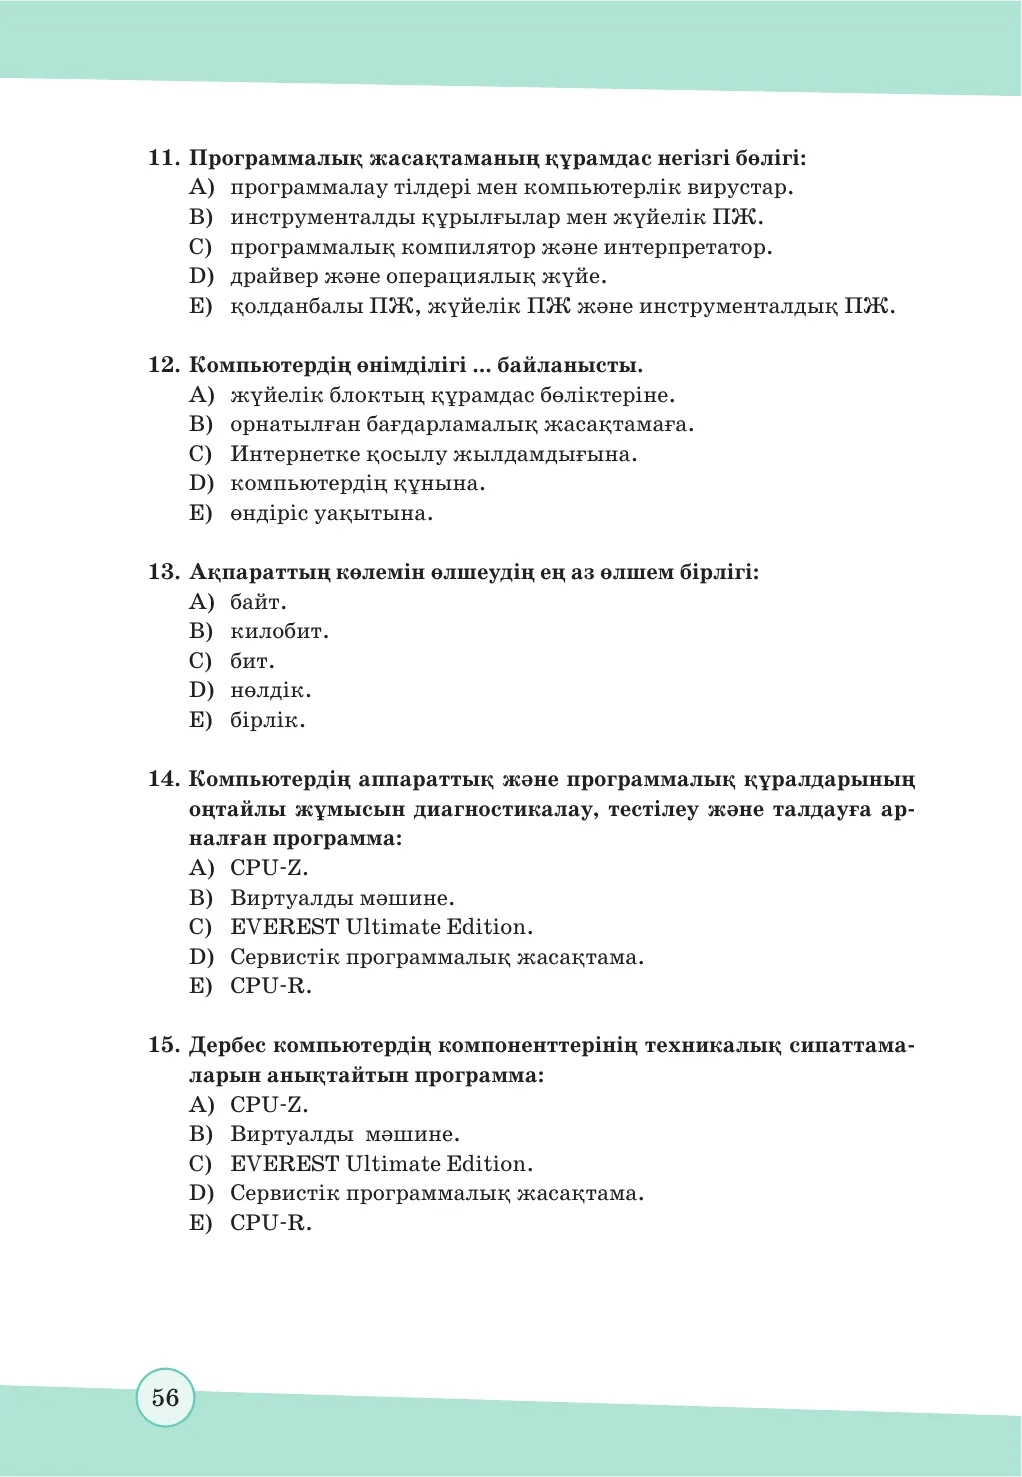 11. Программалық жасақтаманың құрамдас негізгі бөлігі:
A) программалау тілдері мен компьютерлік вирустар.
B) инструменталды құрылғылар мен жүйелік ПЖ.
C) программалық компилятор және интерпретатор.
D) драйвер және операциялық жүйе.
E) қолданбалы ПЖ, жүйелік ПЖ және инструменталдық ПЖ.
12. Компьютердің өнімділігі ... байланысты.
A) жүйелік блоктың құрамдас бөліктеріне.
B) орнатылған бағдарламалық жасақтамаға.
C) Интернетке қосылу жылдамдығына.
D) компьютердің құнына.
E) өндіріс уақытына.
13. Ақпараттың көлемін өлшеудің ең аз өлшем бірлігі:
A) байт.
B) килобит.
C) бит.
D) нөлдік.
E) бірлік.
14. Компьютердің аппараттық және программалық құралдарының
оңтайлы жұмысын диагностикалау, тестілеу және талдауға ар-
налған программа:
A) CPU-Z.
B) Виртуалды мәшине.
C) EVEREST Ultimate Edition.
D) Сервистік программалық жасақтама.
E) CPU-R.
15. Дербес компьютердің компоненттерінің техникалық сипаттама-
ларын анықтайтын программа:
A) CPU-Z.
B) Виртуалды мәшине.
C) EVEREST Ultimate Edition.
D) Сервистік программалық жасақтама.
E) CPU-R.
56